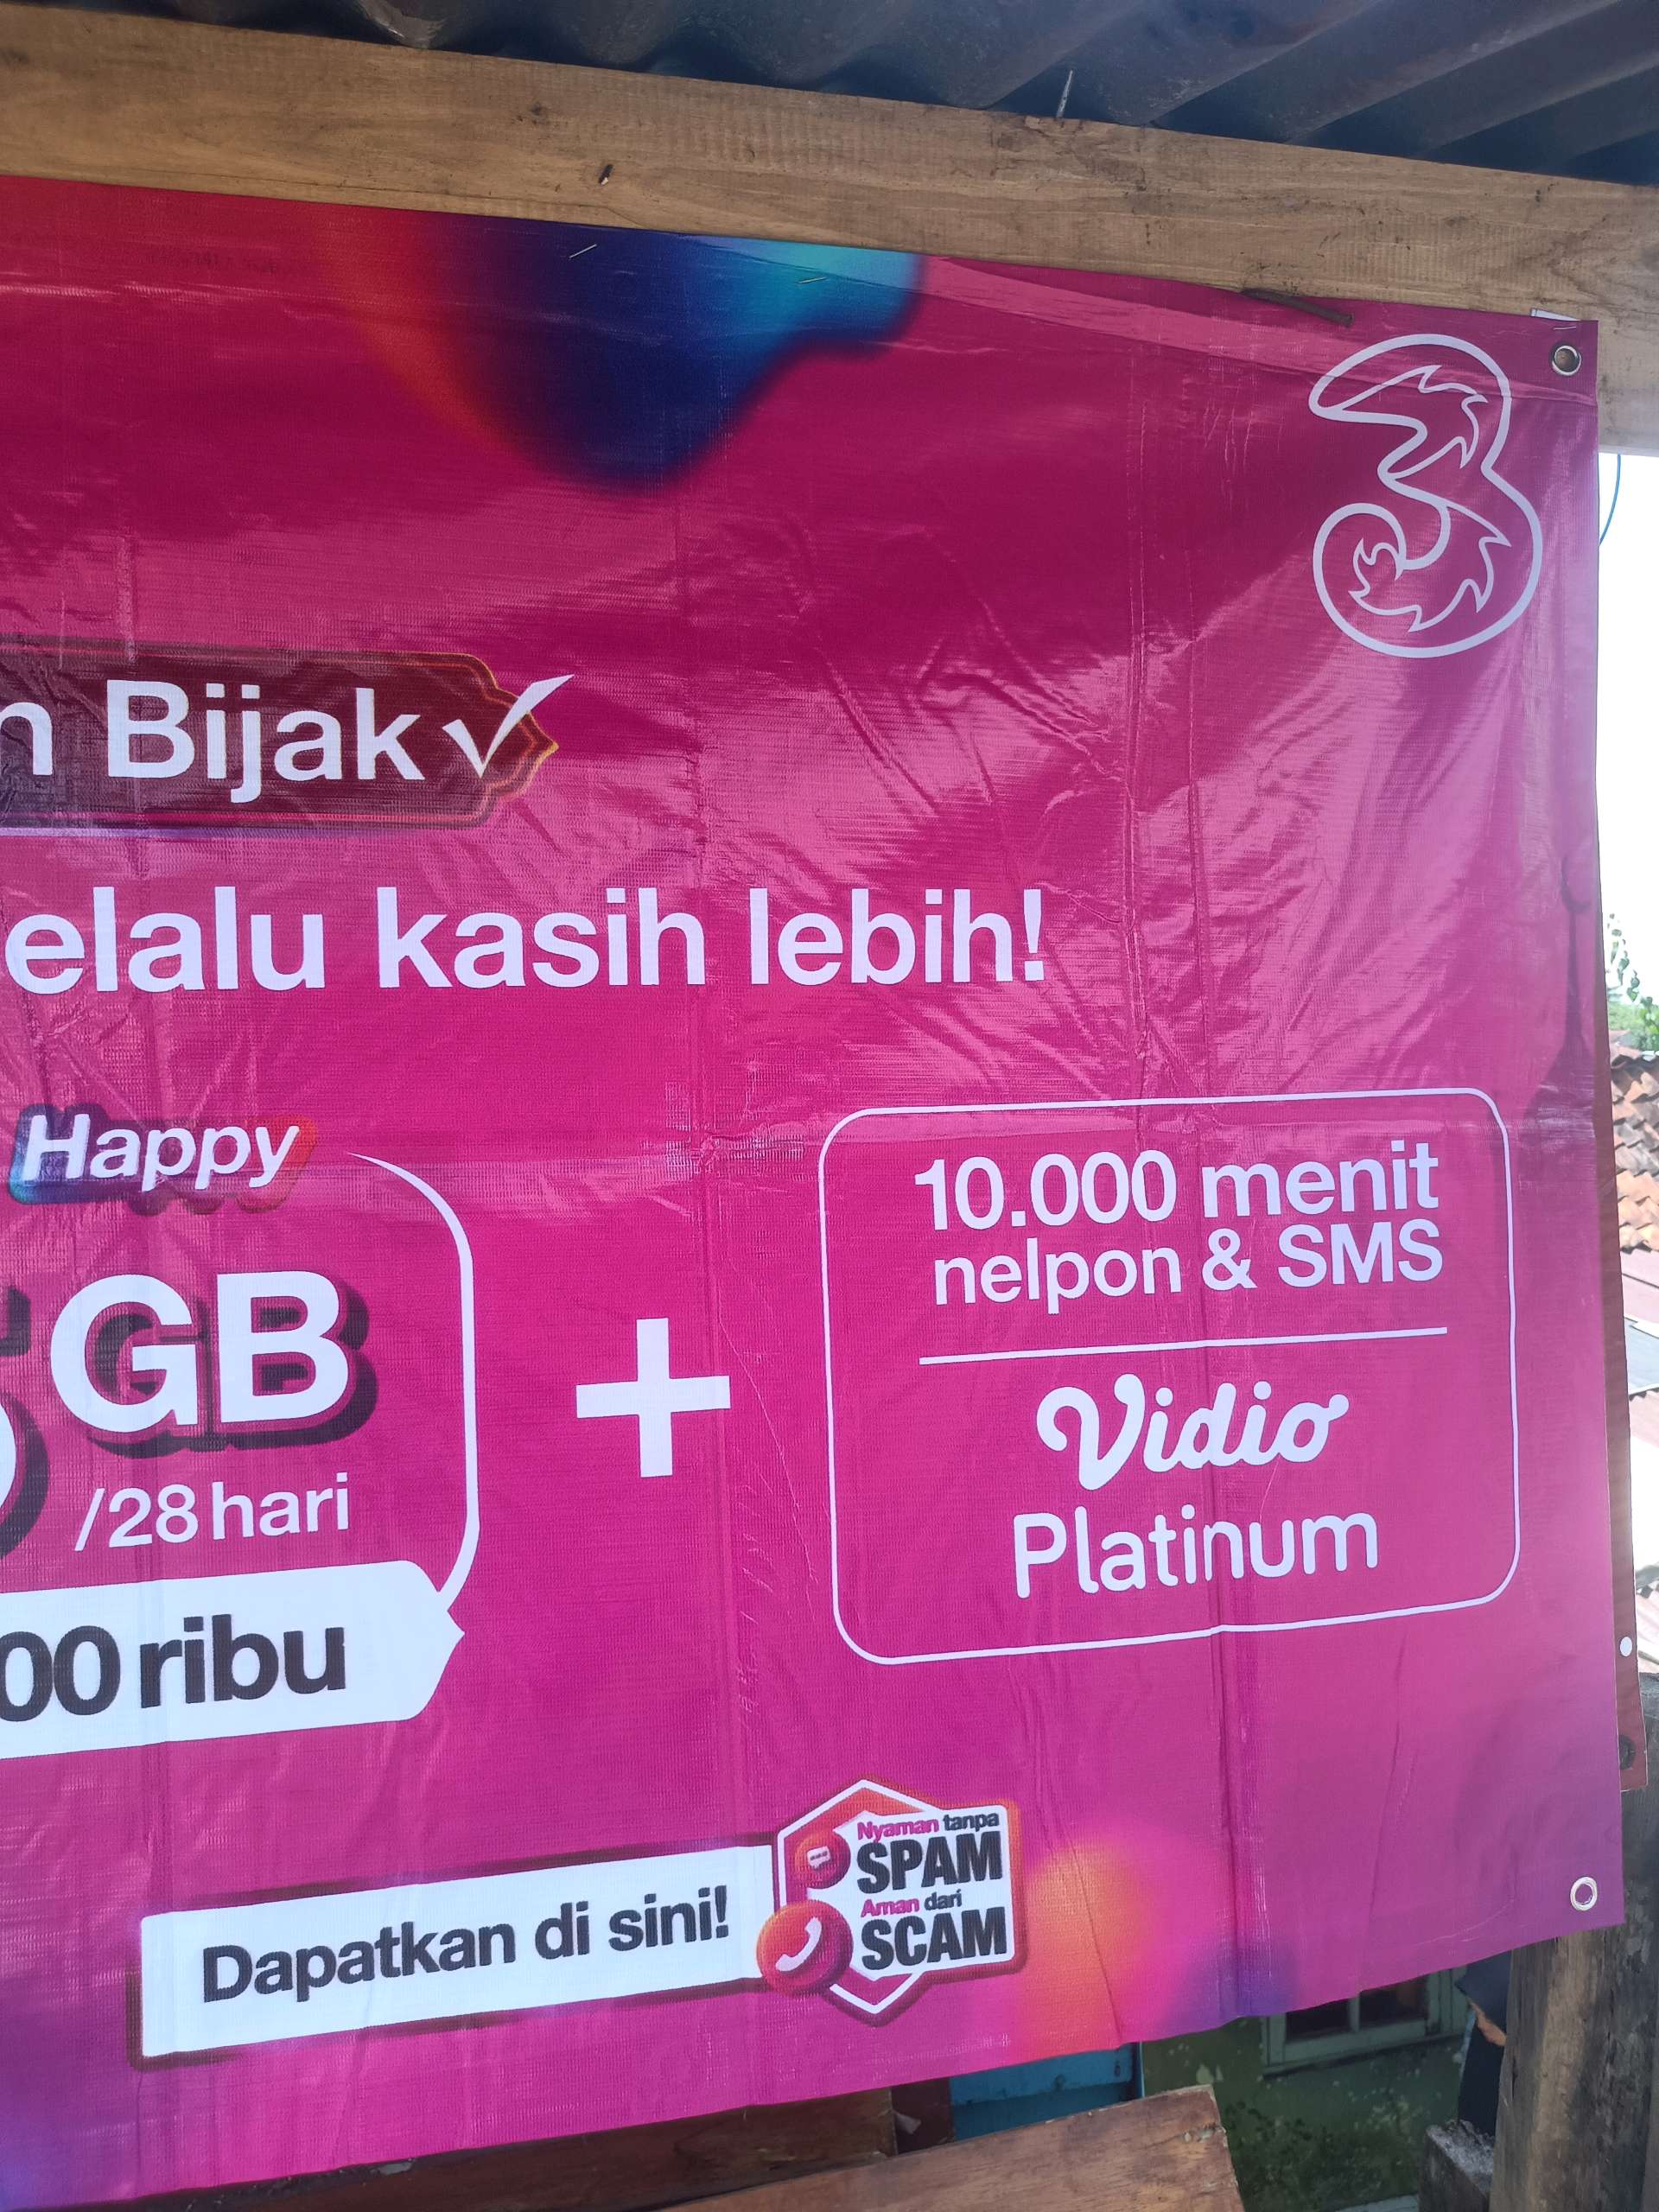 Bijak
elalu kasih lebih!
Happy
GB
/28 hari
00 ribu
+
10.000 menit
nelpon & SMS
Vidio
Platinum
Dapatkan di sini!
Nyaman tanpa
SPAM
Aman dari
SCAM
3